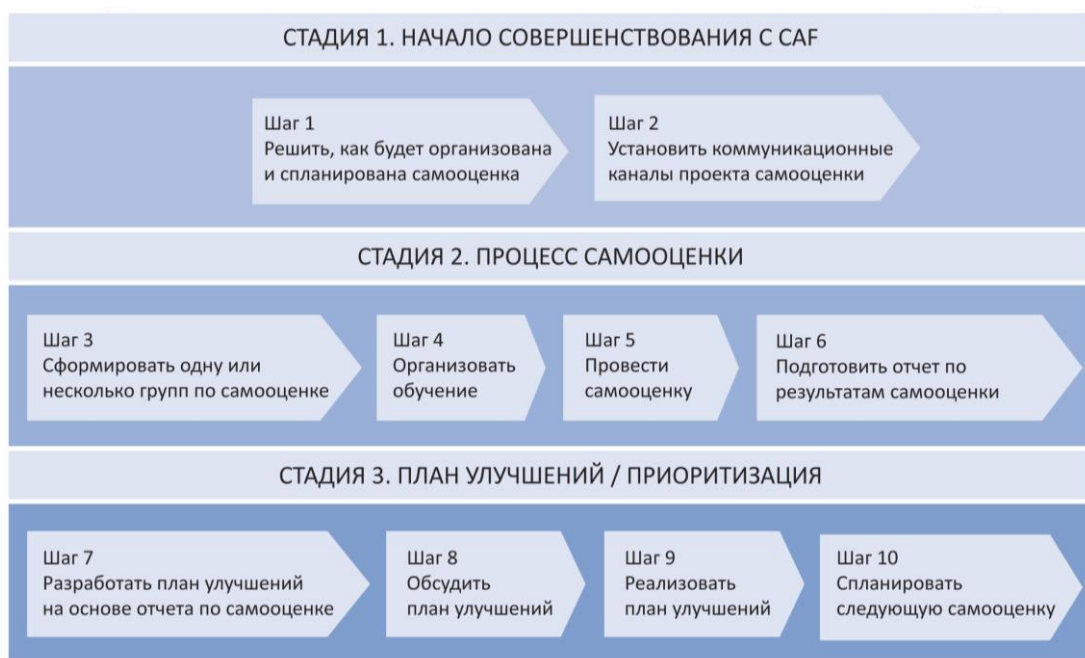 СТАДИЯ 1. НАЧАЛО СОВЕРШЕНСТВОВАНИЯ С CAF
Шаг 1
Решить, как будет организована
и спланирована самооценка
Шаг 2
Установить коммуникационные
каналы проекта самооценки
СТАДИЯ 2. ПРОЦЕСС САМООЦЕНКИ
Шаг 3
Сформировать одну или
несколько групп по самооценке
Шаг 4
Организовать
обучение
Шаг 5
Провести
самооценку
Шаг 6
Подготовить отчет по
результатам самооценки
СТАДИЯ 3. ПЛАН УЛУЧШЕНИЙ / ПРИОРИТИЗАЦИЯ
Шаг 7
Разработать план улучшений
на основе отчета по самооценке
Шаг 8
Обсудить
план улучшений
Шаг 9
Реализовать
план улучшений
Шаг 10
Спланировать
следующую самооценку